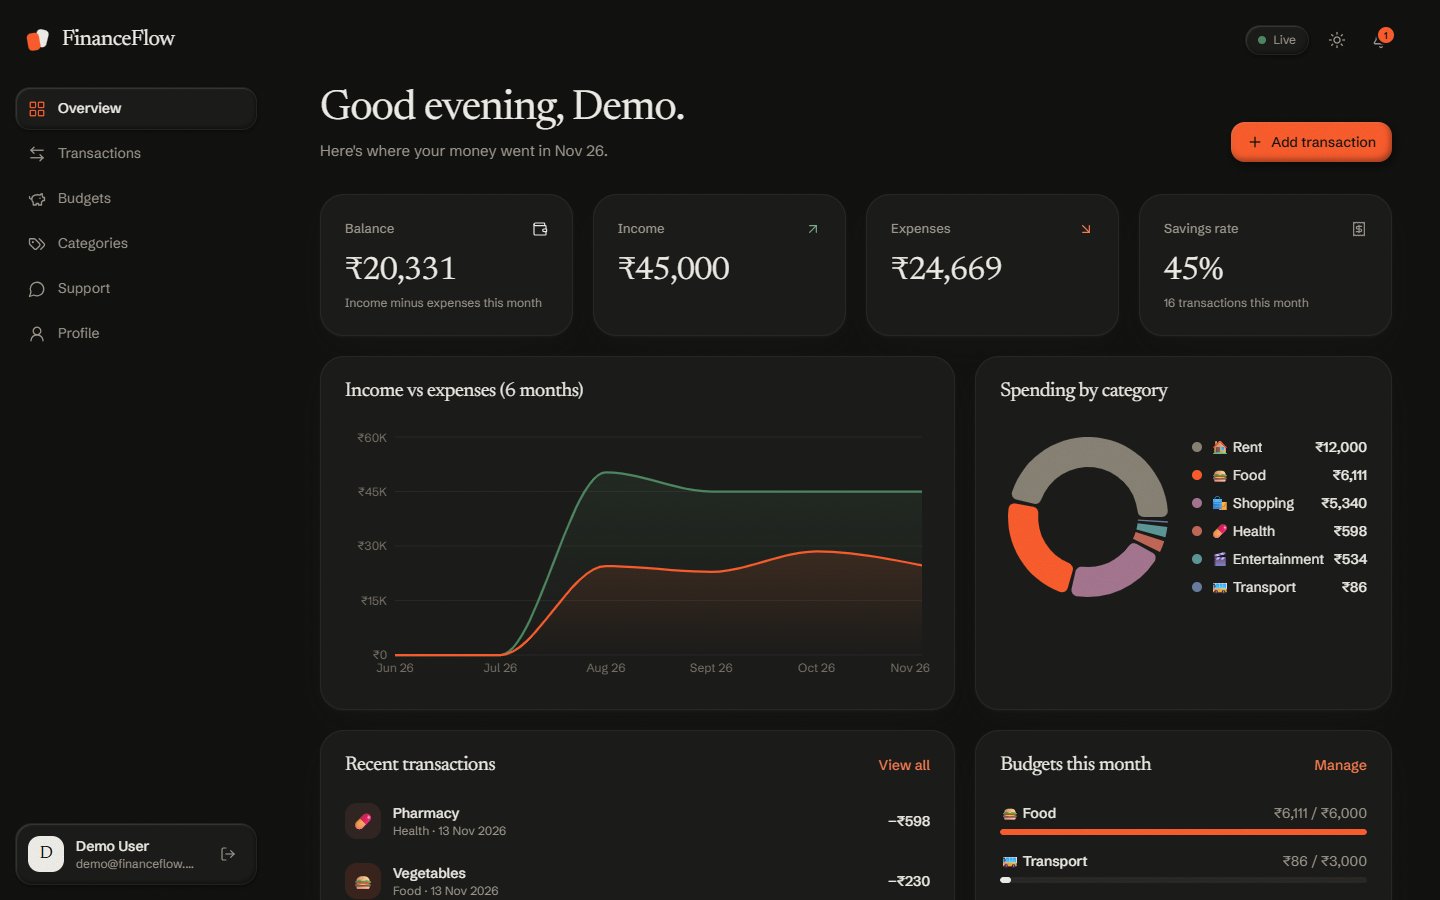 FinanceFlow
Live
1
Overview
Transactions
Budgets
Categories
Support
Profile
D
Demo User
demo@financeflow....
Good evening, Demo.
Here's where your money went in Nov 26.
+ Add transaction
Balance
₹20,331
Income minus expenses this month
Income
₹45,000
Expenses
₹24,669
Savings rate
45%
16 transactions this month
Income vs expenses (6 months)
₹60K
₹45K
₹30K
₹15K
₹0
Jun 26 Jul 26 Aug 26 Sept 26 Oct 26 Nov 26
Spending by category
Rent ₹12,000
Food ₹6,111
Shopping ₹5,340
Health ₹598
Entertainment ₹534
Transport ₹86
Recent transactions View all
Pharmacy −₹598
Health · 13 Nov 2026
Vegetables −₹230
Food · 13 Nov 2026
Budgets this month Manage
Food ₹6,111 / ₹6,000
Transport ₹86 / ₹3,000